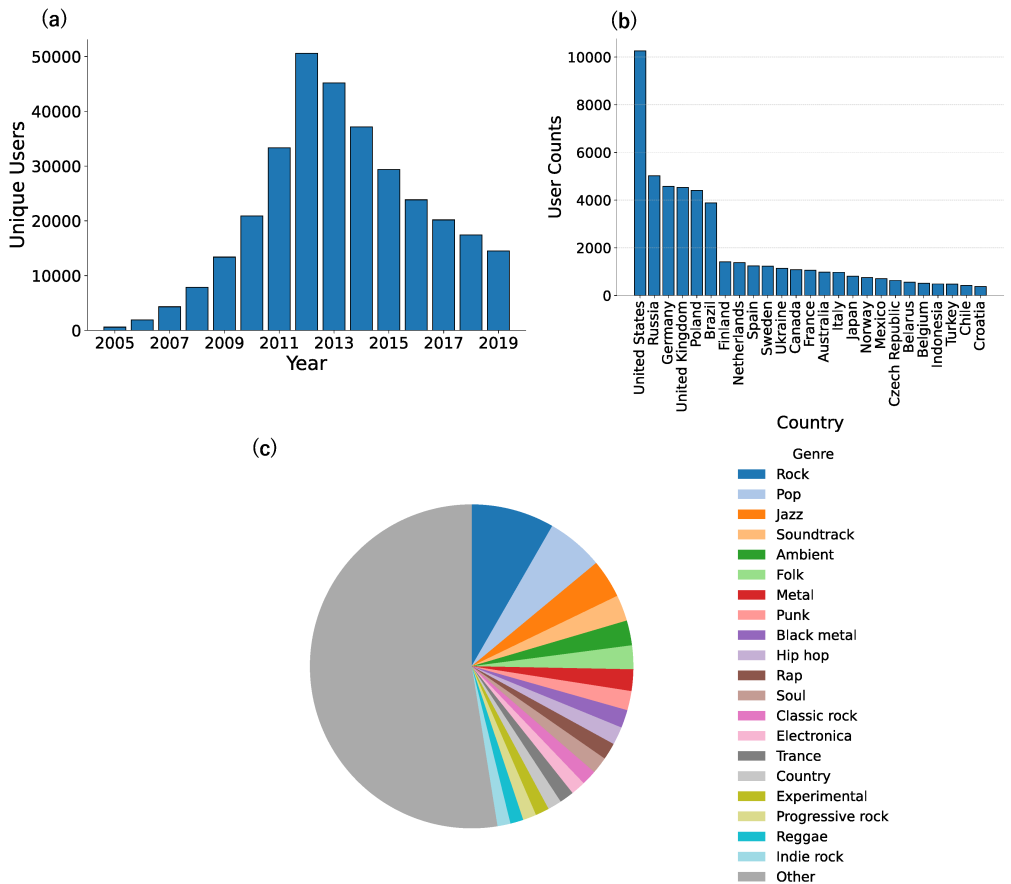 (a)
50000
40000
30000
20000
10000
0
Unique Users
2005 2007 2009 2011 2013 2015 2017 2019
Year
(b)
10000
8000
6000
4000
2000
0
User Counts
United States
Russia
Germany
United Kingdom
Poland
Brazil
Finland
Netherlands
Spain
Sweden
Ukraine
Canada
France
Australia
Italy
Japan
Norway
Mexico
Czech Republic
Belarus
Belgium
Indonesia
Turkey
Chile
Croatia
Country
(c)
Genre
Rock
Pop
Jazz
Soundtrack
Ambient
Folk
Metal
Punk
Black metal
Hip hop
Rap
Soul
Classic rock
Electronica
Trance
Country
Experimental
Progressive rock
Reggae
Indie rock
Other